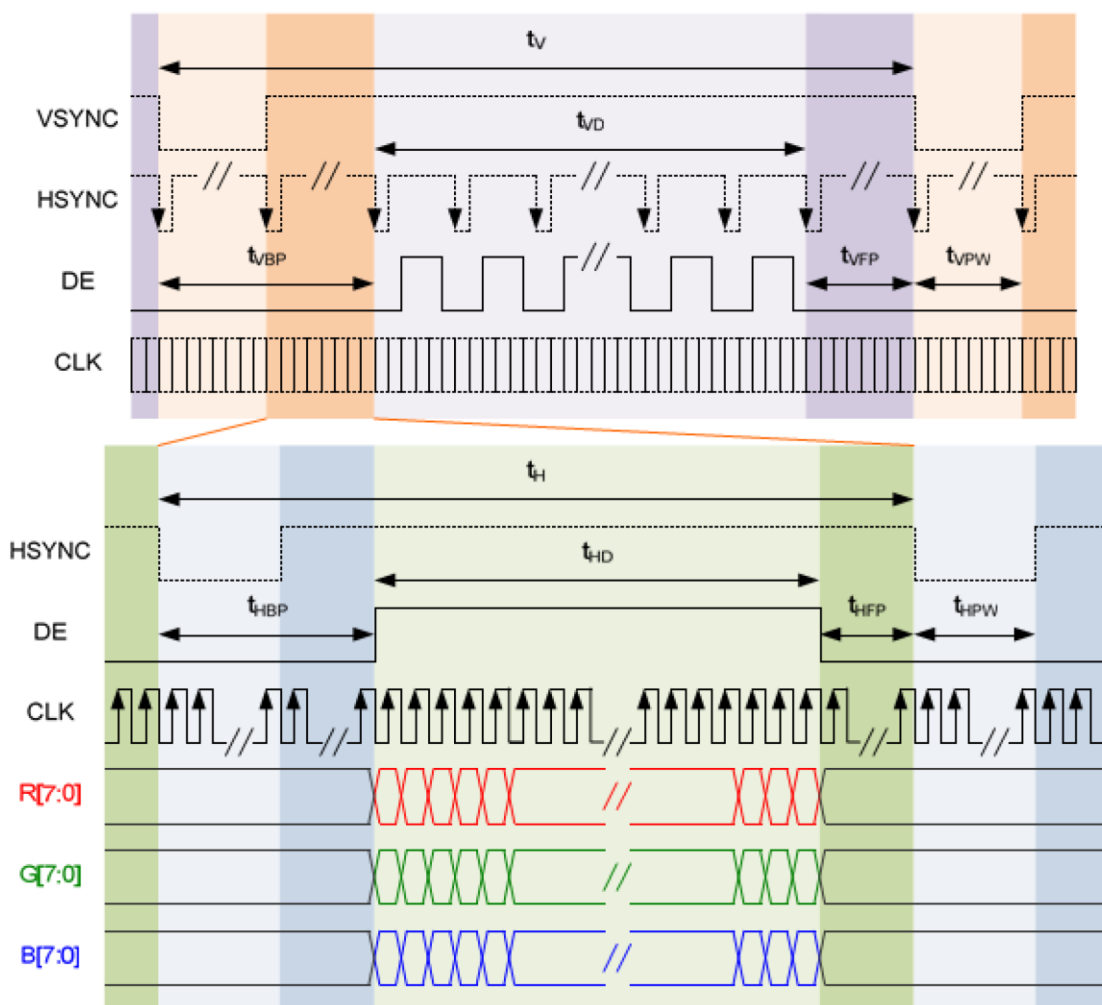 tV
VSYNC
tVD
HSYNC
tVBP
tVFP
tVPW
DE
CLK
tH
HSYNC
tHD
tHBP
tHFP
tHPW
DE
CLK
R[7:0]
G[7:0]
B[7:0]